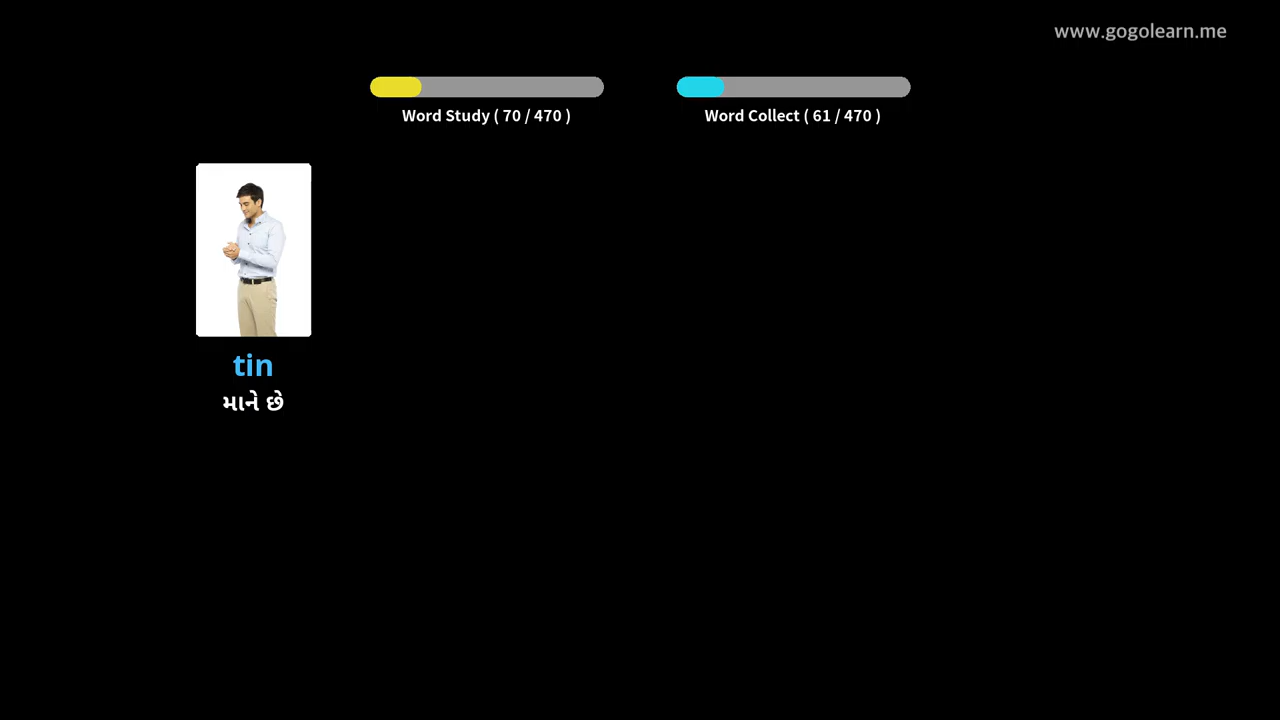 www.gogolearn.me
Word Study ( 70 / 470 )
Word Collect ( 61 / 470 )
tin
માને છે